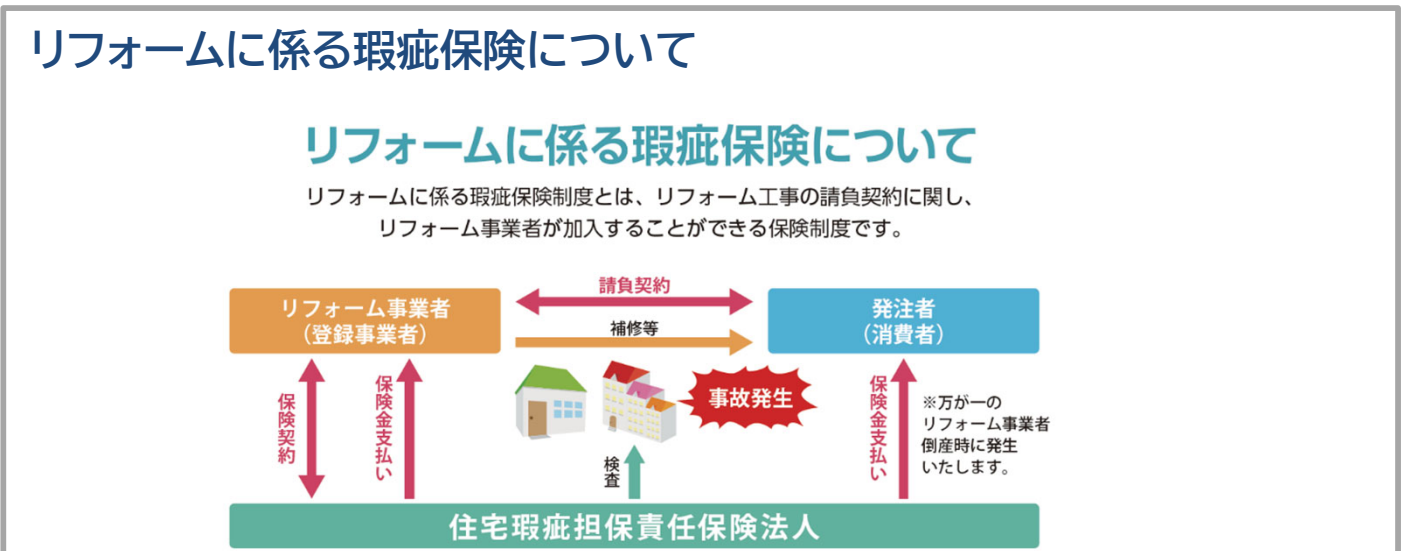 リフォームに係る瑕疵保険について
リフォームに係る瑕疵保険について
リフォームに係る瑕疵保険制度とは、リフォーム工事の請負契約に関し、
リフォーム事業者が加入することができる保険制度です。
リフォーム事業者
（登録事業者）
請負契約
補修等
発注者
（消費者）
保険契約
保険金支払い
事故発生
検査
保険金支払い
※万が一の
リフォーム事業者
倒産時に発生
いたします。
住宅瑕疵担保責任保険法人